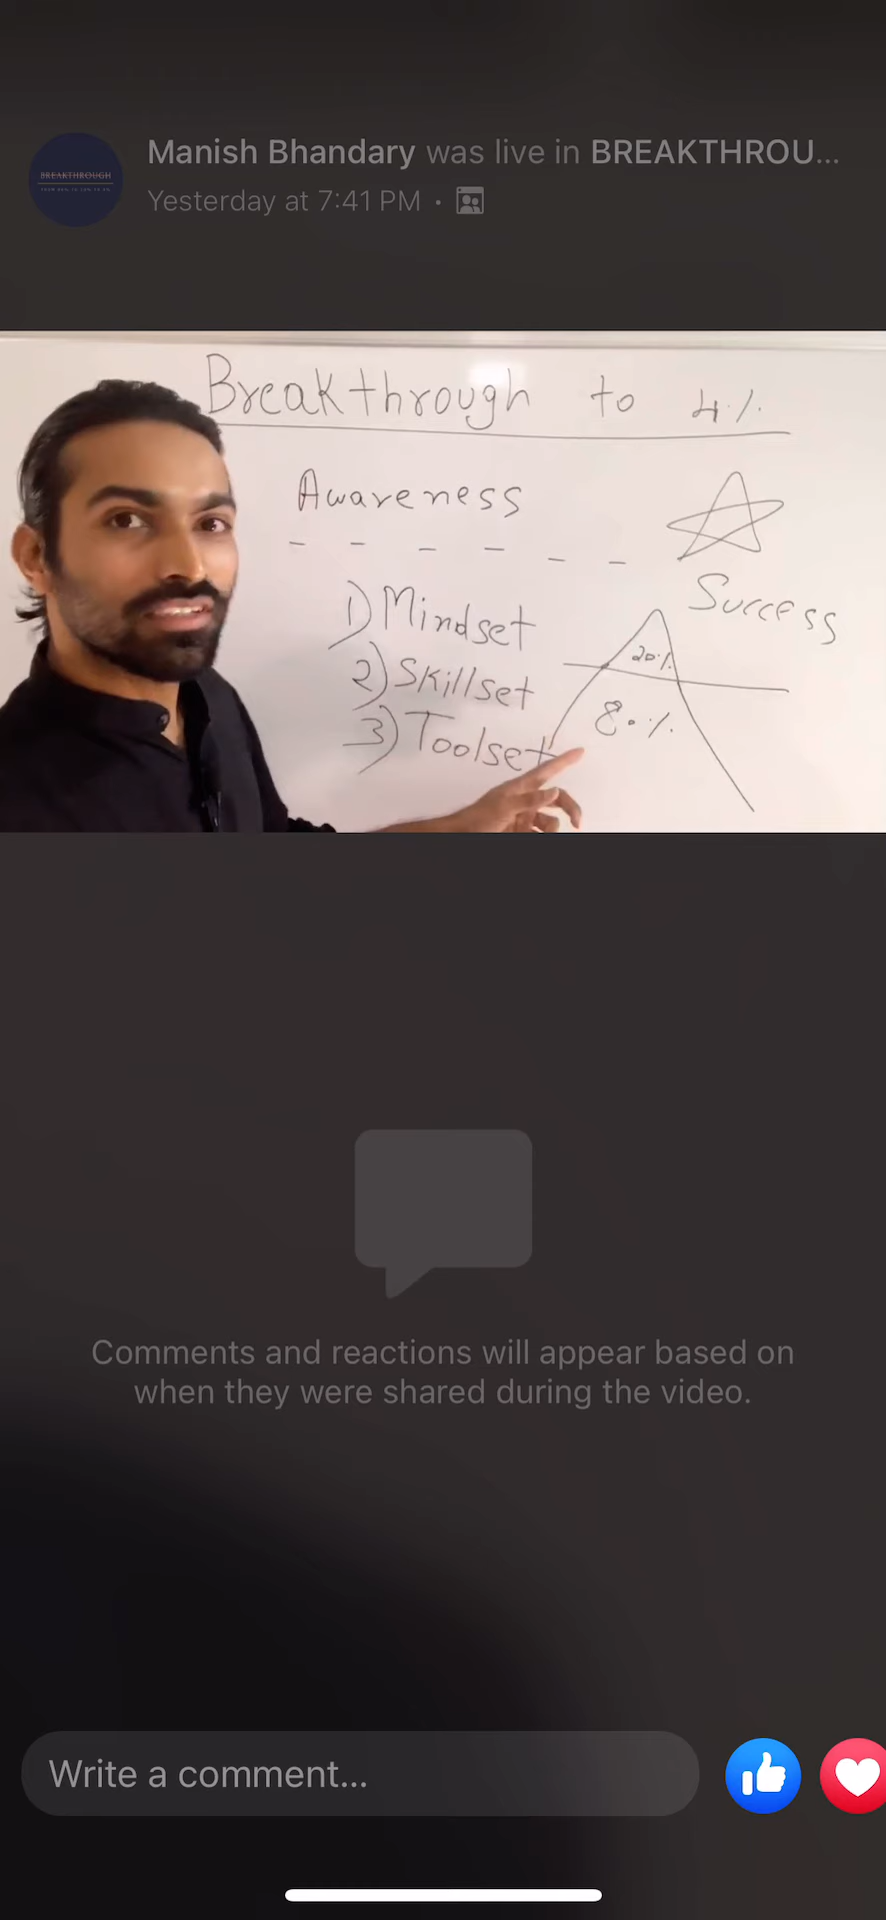 Manish Bhandary was live in BREAKTHROU...
BREAKTHROUGH
Yesterday at 7:41 PM ·
Breakthrough to 4%
Awareness
Success
1) Mindset
20%
2) Skillset
80%
3) Toolset
Comments and reactions will appear based on
when they were shared during the video.
Write a comment...